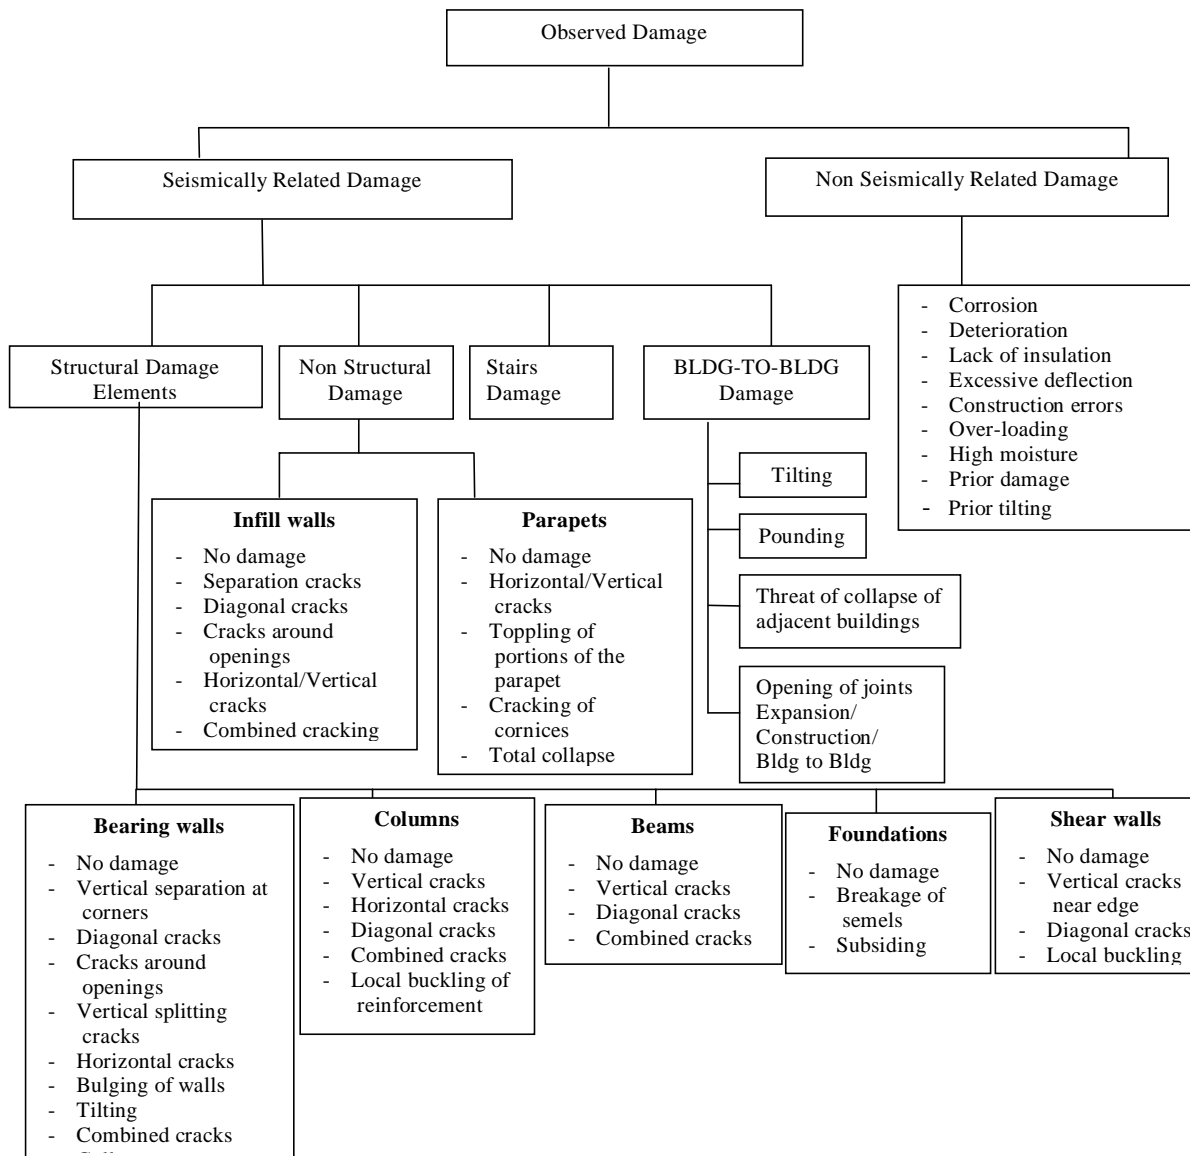 Observed Damage
Seismically Related Damage
Non Seismically Related Damage
- Corrosion
- Deterioration
- Lack of insulation
- Excessive deflection
- Construction errors
- Over-loading
- High moisture
- Prior damage
- Prior tilting
Structural Damage
Elements
Non Structural
Damage
Stairs
Damage
BLDG-TO-BLDG
Damage
Tilting
Pounding
Threat of collapse of
adjacent buildings
Opening of joints
Expansion/
Construction/
Bldg to Bldg
Infill walls
- No damage
- Separation cracks
- Diagonal cracks
- Cracks around
openings
- Horizontal/Vertical
cracks
- Combined cracking
Parapets
- No damage
- Horizontal/Vertical
cracks
- Toppling of
portions of the
parapet
- Cracking of
cornices
- Total collapse
Bearing walls
- No damage
- Vertical separation at
corners
- Diagonal cracks
- Cracks around
openings
- Vertical splitting
cracks
- Horizontal cracks
- Bulging of walls
- Tilting
- Combined cracks
Columns
- No damage
- Vertical cracks
- Horizontal cracks
- Diagonal cracks
- Combined cracks
- Local buckling of
reinforcement
Beams
- No damage
- Vertical cracks
- Diagonal cracks
- Combined cracks
Foundations
- No damage
- Breakage of
semels
- Subsiding
Shear walls
- No damage
- Vertical cracks
near edge
- Diagonal cracks
- Local buckling